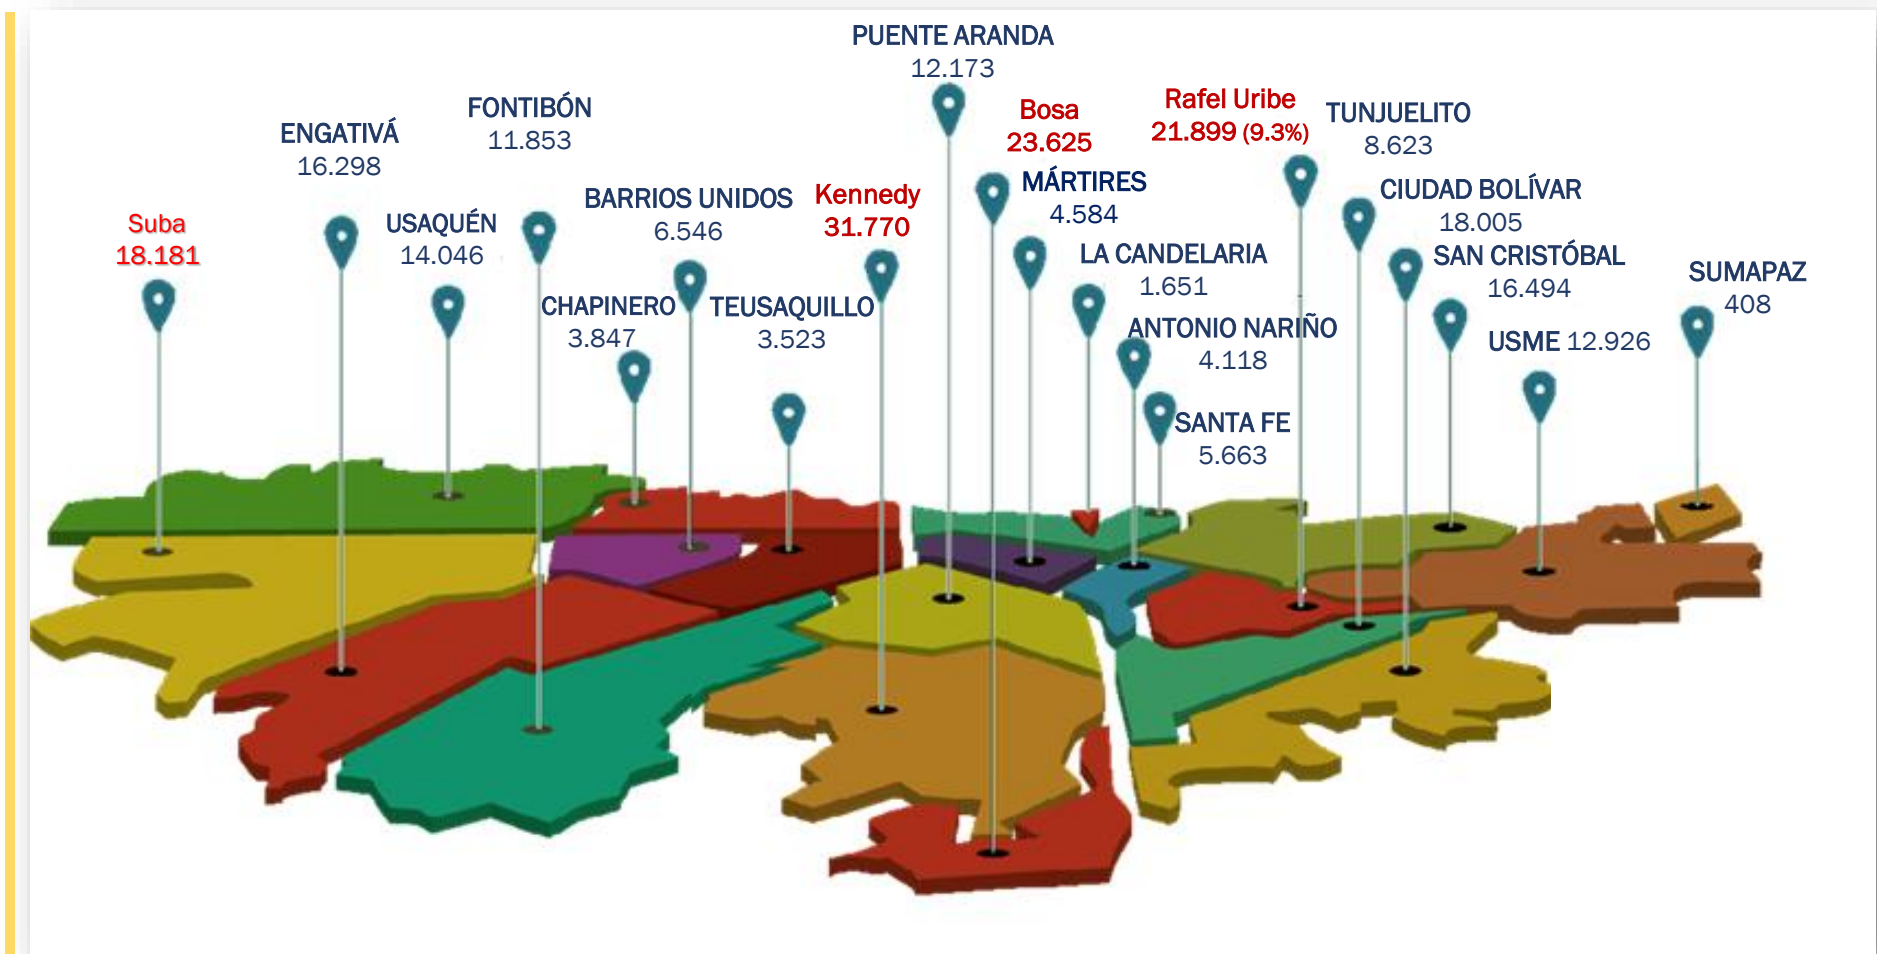 PUENTE ARANDA
12.173
FONTIBÓN
11.853
ENGATIVÁ
16.298
Bosa
23.625
Rafel Uribe
21.899 (9.3%)
TUNJUELITO
8.623
Suba
18.181
USAQUÉN
14.046
BARRIOS UNIDOS
6.546
Kennedy
31.770
MÁRTIRES
4.584
CIUDAD BOLÍVAR
18.005
LA CANDELARIA
1.651
SAN CRISTÓBAL
16.494
SUMAPAZ
408
CHAPINERO
3.847
TEUSAQUILLO
3.523
ANTONIO NARIÑO
4.118
USME 12.926
SANTA FE
5.663